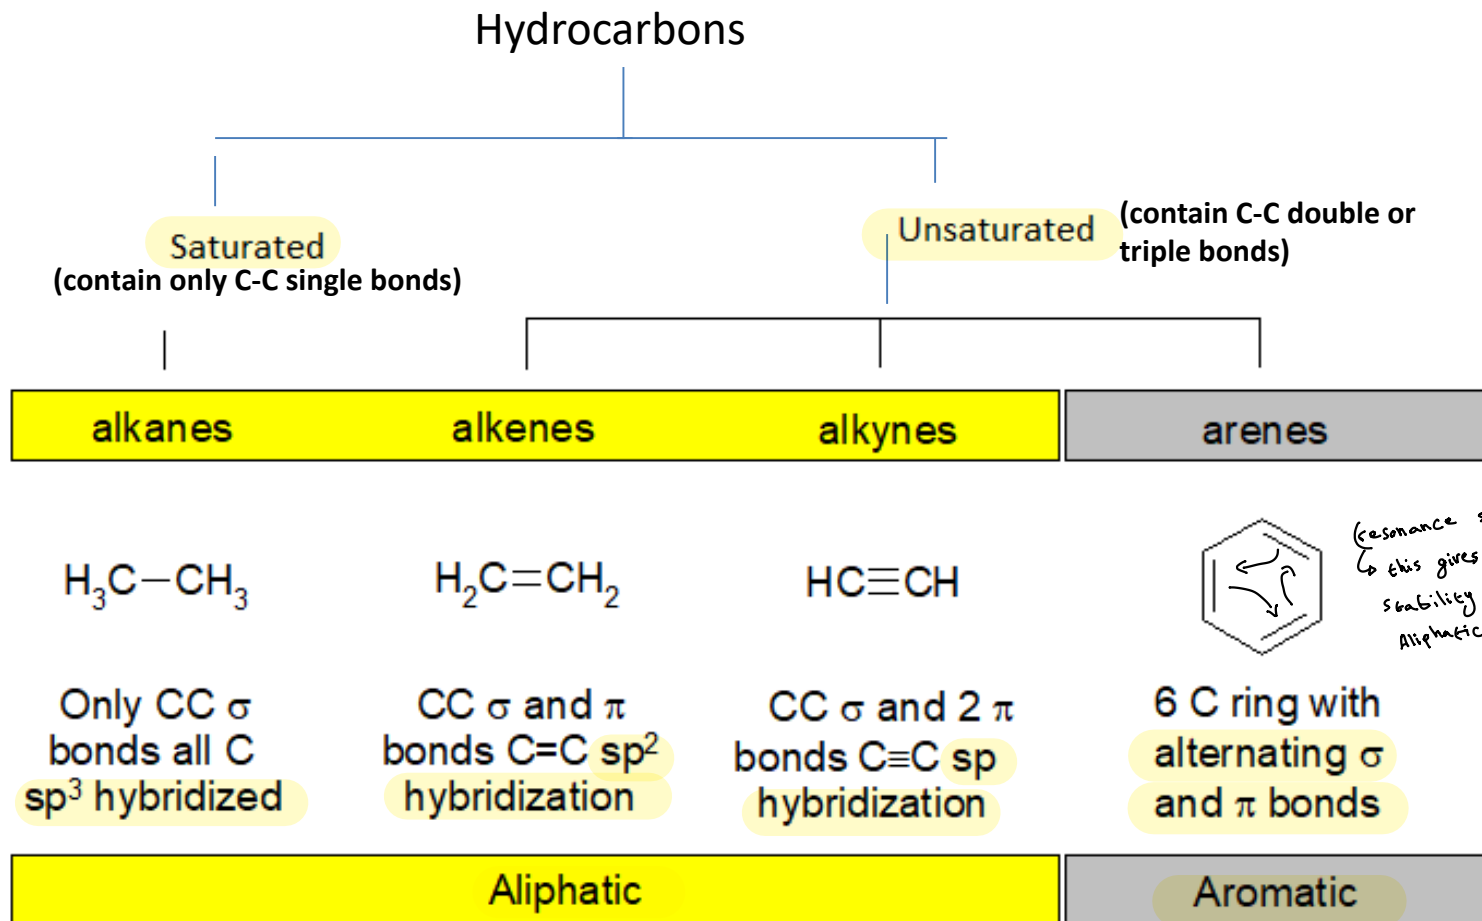 Hydrocarbons
Saturated
(contain only C-C single bonds)
Unsaturated
(contain C-C double or
triple bonds)
alkanes
alkenes
alkynes
arenes
H₃C−CH₃
H₂C=CH₂
HC≡CH
resonance
↳ this gives
stability
Aliphatic
Only CC σ
bonds all C
sp³ hybridized
CC σ and π
bonds C=C sp²
hybridization
CC σ and 2 π
bonds C≡C sp
hybridization
6 C ring with
alternating σ
and π bonds
Aliphatic
Aromatic